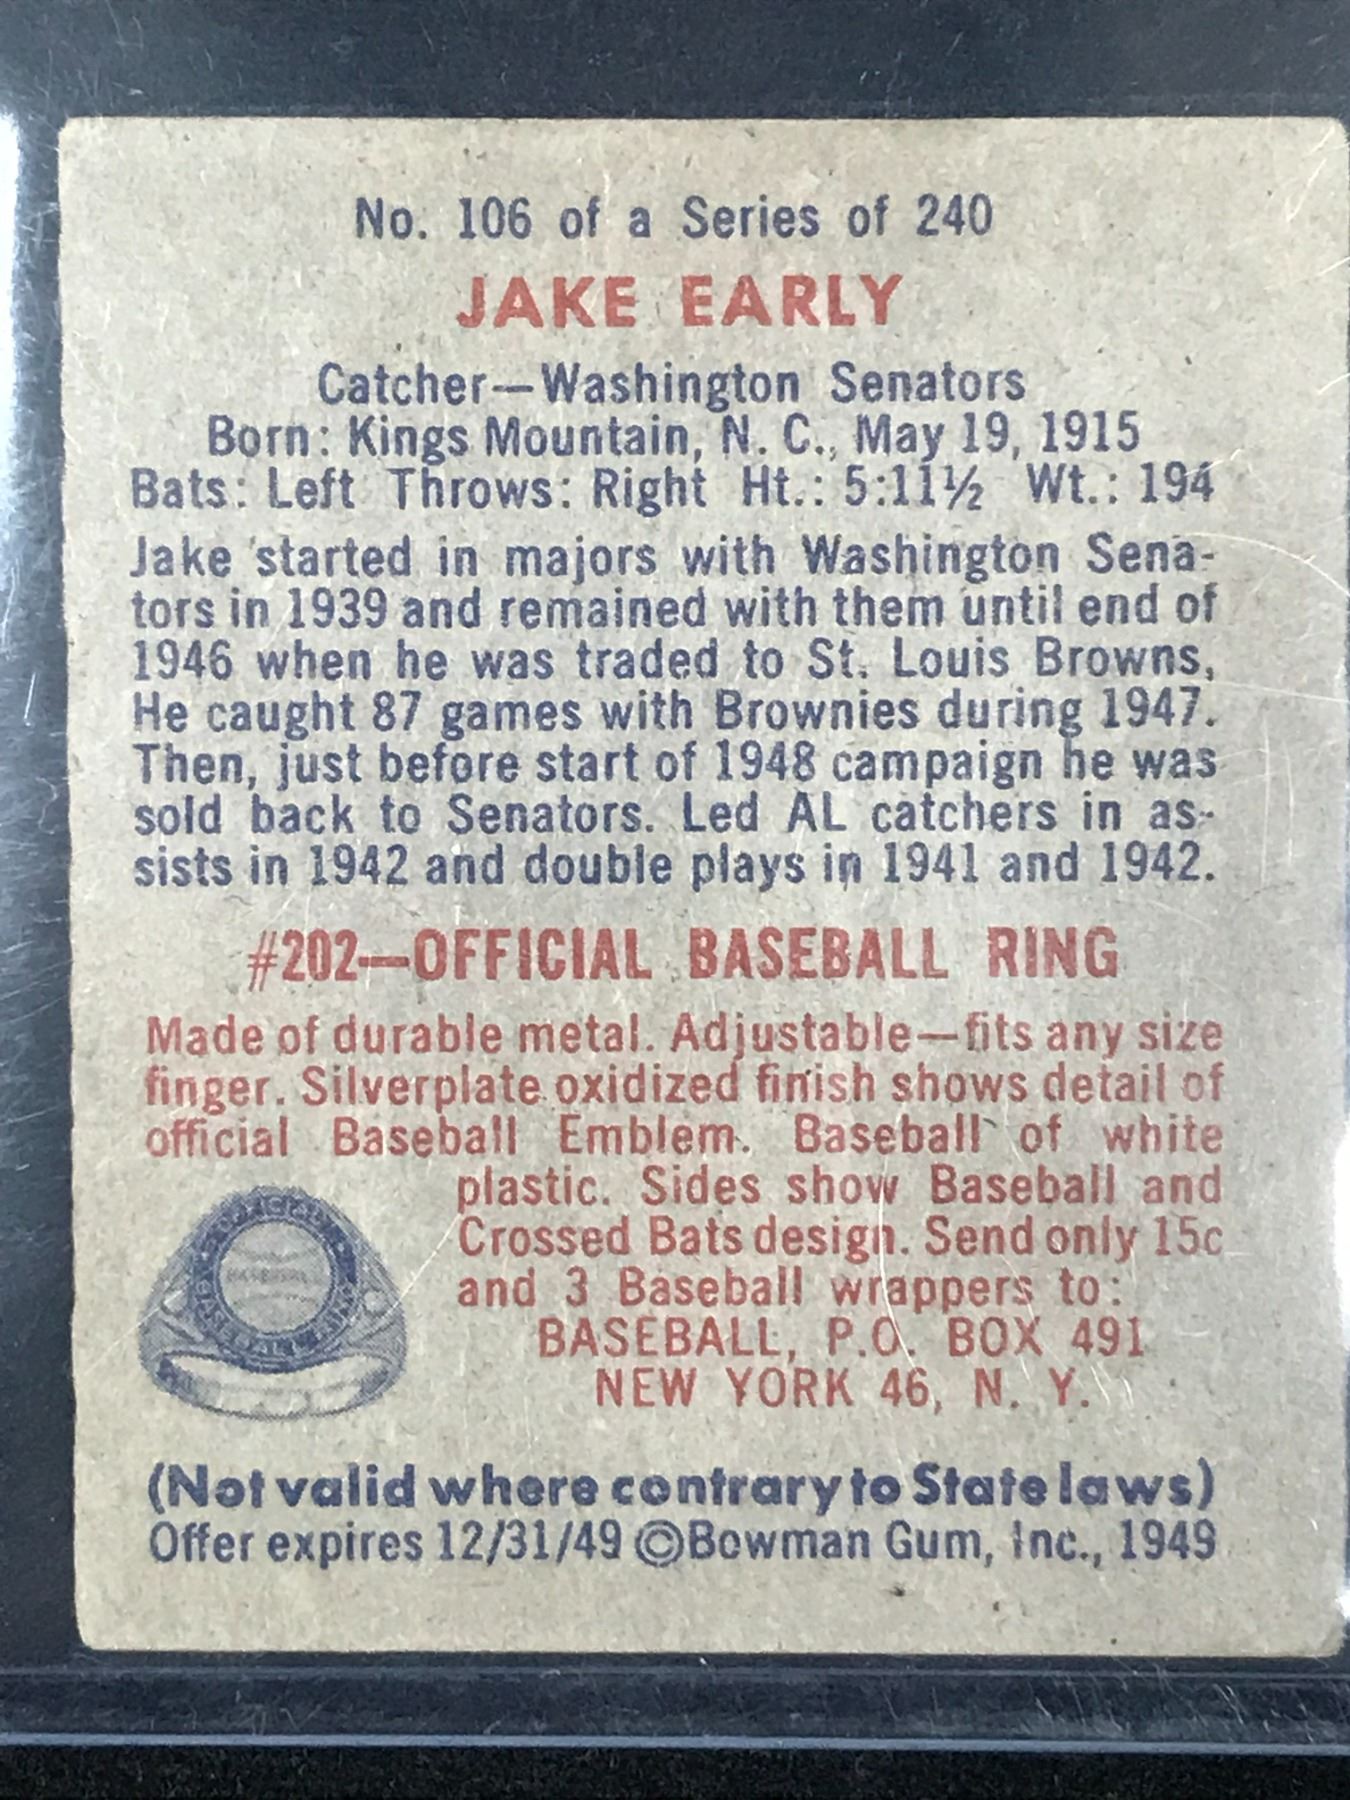 No. 106 of a Series of 240
JAKE EARLY
Catcher—Washington Senators
Born: Kings Mountain, N. C., May 19, 1915
Bats: Left Throws: Right Ht.: 5:11½ Wt.: 194
Jake started in majors with Washington Sena-
tors in 1939 and remained with them until end of
1946 when he was traded to St. Louis Browns,
He caught 87 games with Brownies during 1947.
Then, just before start of 1948 campaign he was
sold back to Senators. Led AL catchers in as-
sists in 1942 and double plays in 1941 and 1942.
#202—OFFICIAL BASEBALL RING
Made of durable metal. Adjustable—fits any size
finger. Silverplate oxidized finish shows detail of
official Baseball Emblem. Baseball of white
plastic. Sides show Baseball and
Crossed Bats design. Send only 15c
and 3 Baseball wrappers to:
BASEBALL, P.O. BOX 491
NEW YORK 46, N. Y.
OFFICIAL
BASEBALL
(Not valid where contrary to State laws)
Offer expires 12/31/49 ©Bowman Gum, Inc., 1949